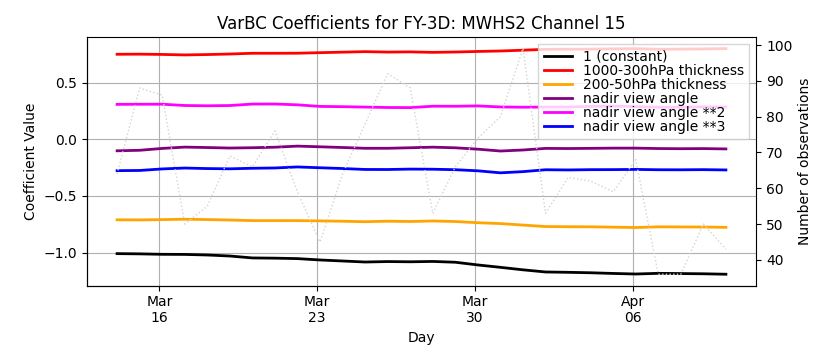 VarBC Coefficients for FY-3D: MWHS2 Channel 15
Coefficient Value
0.5
0.0
−0.5
−1.0
100
90
80
70
60
50
40
Number of observations
1 (constant)
1000-300hPa thickness
200-50hPa thickness
nadir view angle
nadir view angle **2
nadir view angle **3
Mar
16
Mar
23
Mar
30
Apr
06
Day